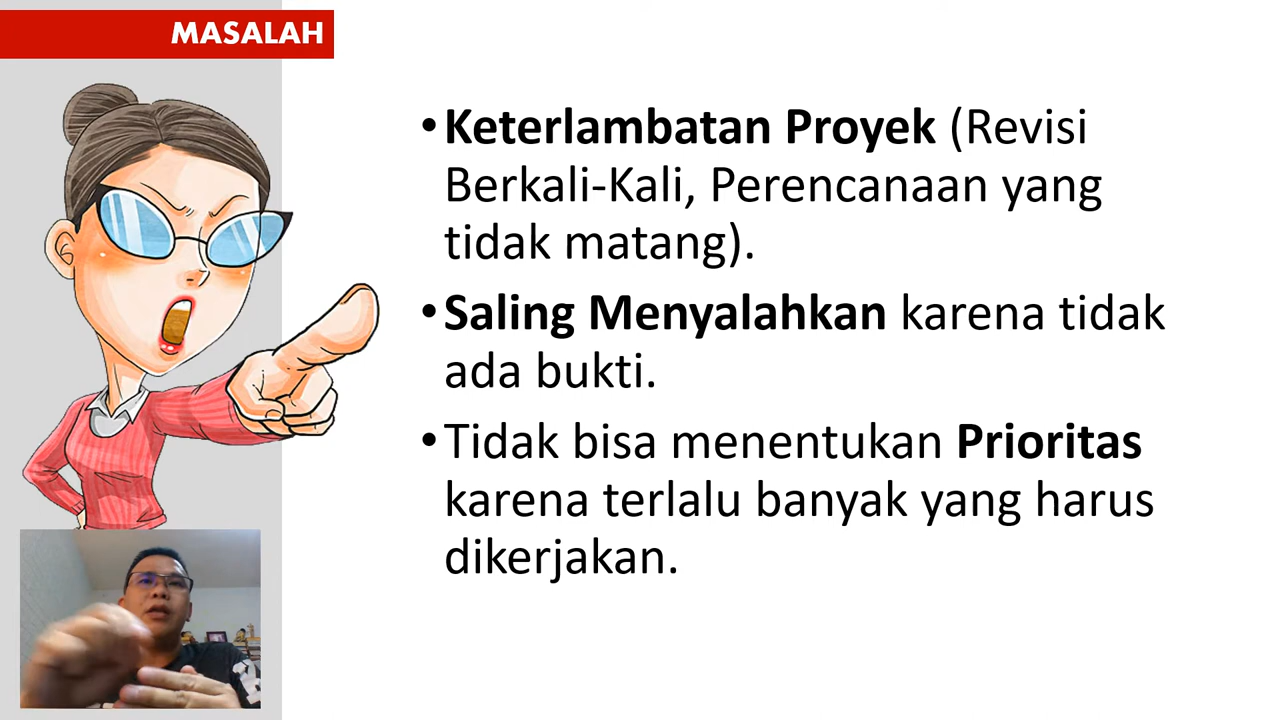 MASALAH
•Keterlambatan Proyek (Revisi
Berkali-Kali, Perencanaan yang
tidak matang).
•Saling Menyalahkan karena tidak
ada bukti.
•Tidak bisa menentukan Prioritas
karena terlalu banyak yang harus
dikerjakan.